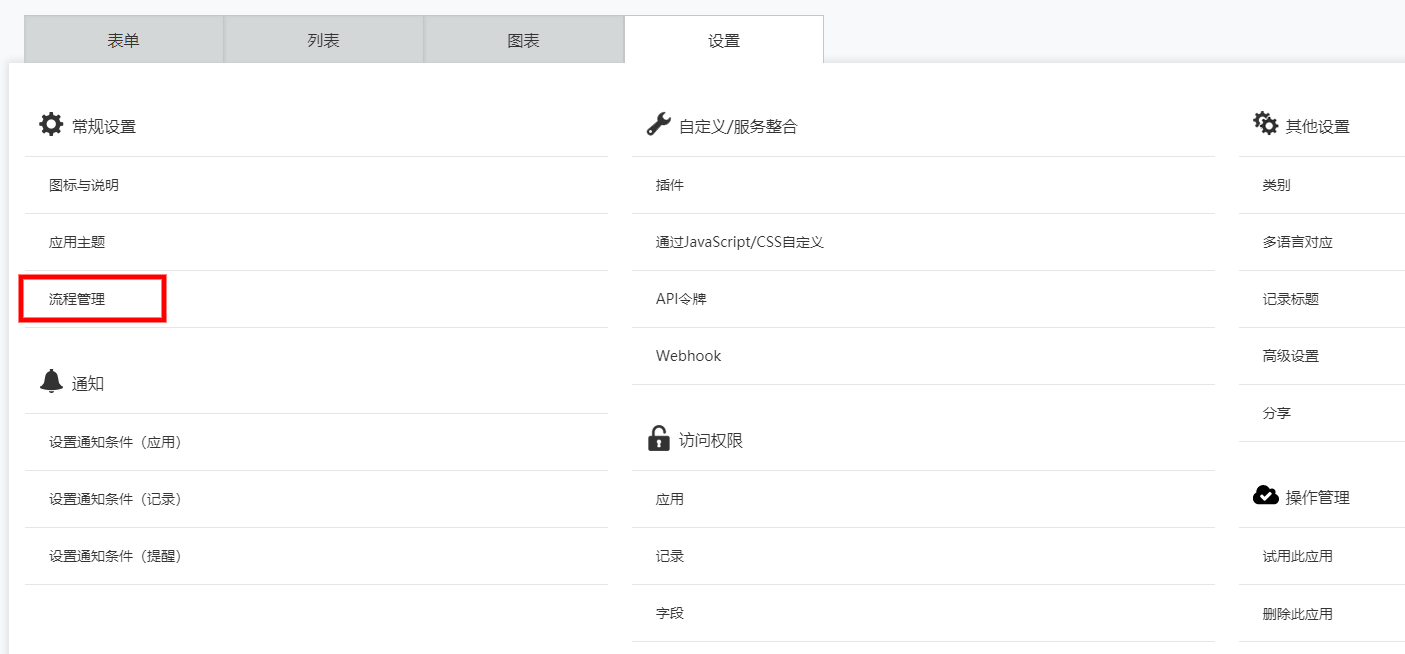 表单
列表
图表
设置
常规设置
图标与说明
应用主题
流程管理
通知
设置通知条件（应用）
设置通知条件（记录）
设置通知条件（提醒）
自定义/服务整合
插件
通过JavaScript/CSS自定义
API令牌
Webhook
访问权限
应用
记录
字段
其他设置
类别
多语言对应
记录标题
高级设置
分享
操作管理
试用此应用
删除此应用